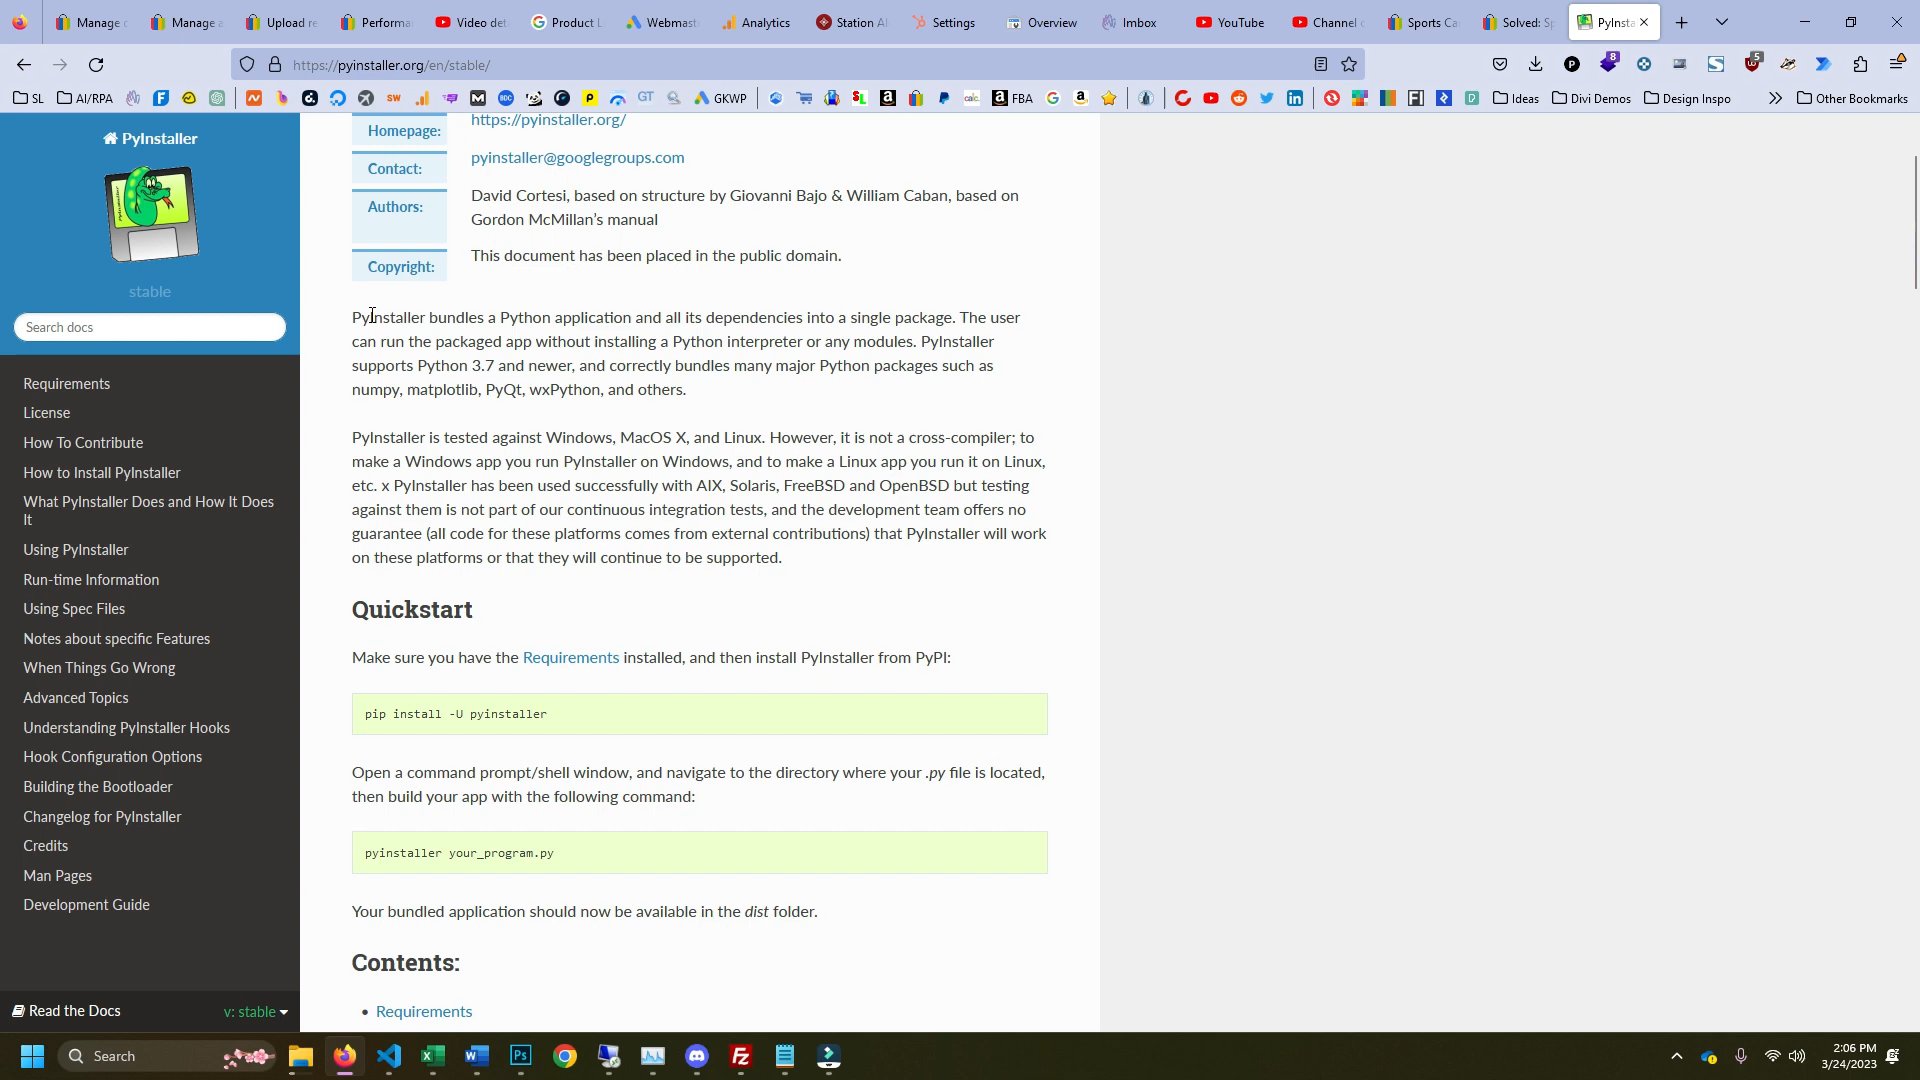 Manage c
Manage a
Upload re
Performa
Video det
Product L
Webmast
Analytics
Station Al
Settings
Overview
Inbox
YouTube
Channel c
Sports Ca
Solved: S
PyInsta
https://pyinstaller.org/en/stable/
8
5
SL
AI/RPA
SW
GT
GKWP
FBA
Ideas
Divi Demos
Design Inspo
Other Bookmarks
PyInstaller
stable
Search docs
Requirements
License
How To Contribute
How to Install PyInstaller
What PyInstaller Does and How It Does
It
Using PyInstaller
Run-time Information
Using Spec Files
Notes about specific Features
When Things Go Wrong
Advanced Topics
Understanding PyInstaller Hooks
Hook Configuration Options
Building the Bootloader
Changelog for PyInstaller
Credits
Man Pages
Development Guide
Read the Docs
v: stable
Homepage:
https://pyinstaller.org/
Contact:
pyinstaller@googlegroups.com
Authors:
David Cortesi, based on structure by Giovanni Bajo & William Caban, based on
Gordon McMillan’s manual
Copyright:
This document has been placed in the public domain.
PyInstaller bundles a Python application and all its dependencies into a single package. The user
can run the packaged app without installing a Python interpreter or any modules. PyInstaller
supports Python 3.7 and newer, and correctly bundles many major Python packages such as
numpy, matplotlib, PyQt, wxPython, and others.
PyInstaller is tested against Windows, MacOS X, and Linux. However, it is not a cross-compiler; to
make a Windows app you run PyInstaller on Windows, and to make a Linux app you run it on Linux,
etc. x PyInstaller has been used successfully with AIX, Solaris, FreeBSD and OpenBSD but testing
against them is not part of our continuous integration tests, and the development team offers no
guarantee (all code for these platforms comes from external contributions) that PyInstaller will work
on these platforms or that they will continue to be supported.
Quickstart
Make sure you have the Requirements installed, and then install PyInstaller from PyPI:
pip install -U pyinstaller
Open a command prompt/shell window, and navigate to the directory where your .py file is located,
then build your app with the following command:
pyinstaller your_program.py
Your bundled application should now be available in the dist folder.
Contents:
• Requirements
Search
2:06 PM
3/24/2023